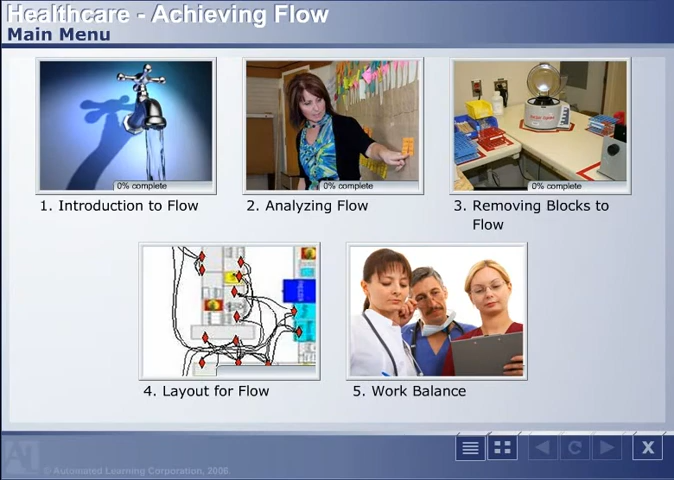 Healthcare - Achieving Flow
Main Menu
0% complete
0% complete
0% complete
1. Introduction to Flow
2. Analyzing Flow
3. Removing Blocks to
Flow
4. Layout for Flow
5. Work Balance
X
© Automated Learning Corporation, 2006